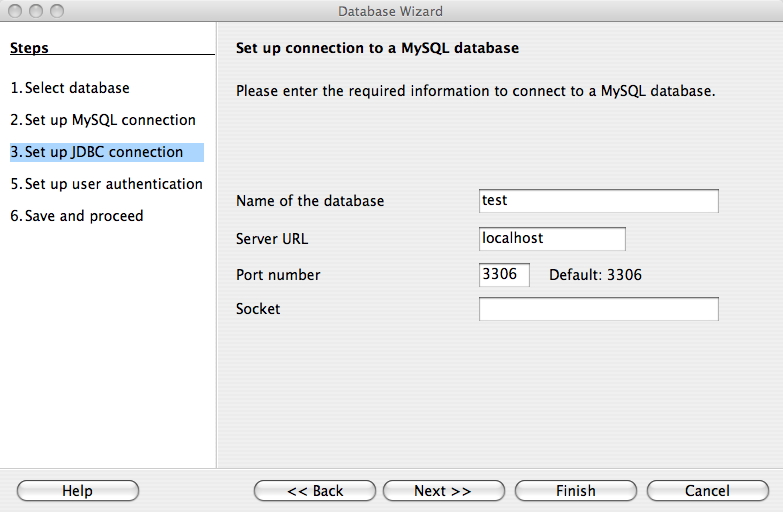 Database Wizard
Steps
1. Select database
2. Set up MySQL connection
3. Set up JDBC connection
5. Set up user authentication
6. Save and proceed
Set up connection to a MySQL database
Please enter the required information to connect to a MySQL database.
Name of the database test
Server URL localhost
Port number 3306 Default: 3306
Socket
Help << Back Next >> Finish Cancel